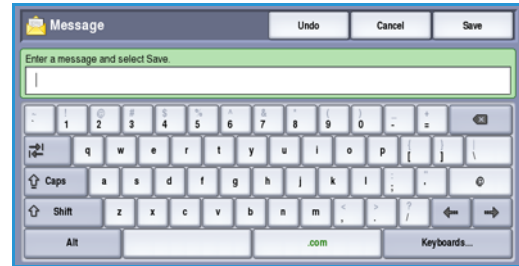 Message Undo Cancel Save
Enter a message and select Save.
~ ! @ # $ % ^ & * ( ) _ +
` 1 2 3 4 5 6 7 8 9 0 - =
q w e r t y u i o p { [ } ] | \
Caps a s d f g h j k l : ; " ' @
Shift z x c v b n m < , > . ? /
Alt .com Keyboards...